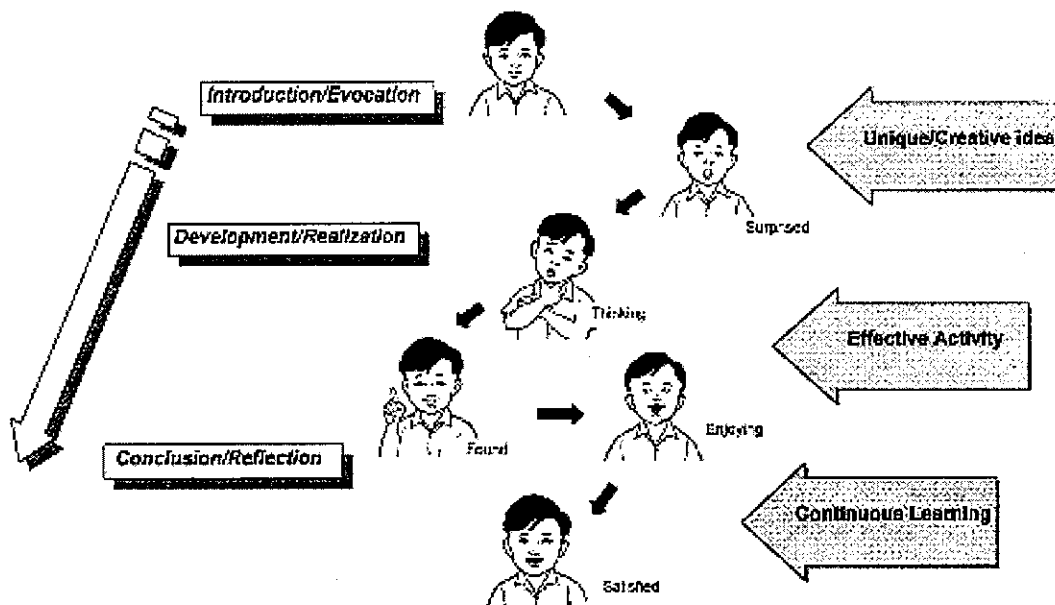 Introduction/Evocation
Unique/Creative idea
Surprised
Development/Realization
Thinking
Effective Activity
Enjoying
Found
Conclusion/Reflection
Continuous Learning
Satisfied